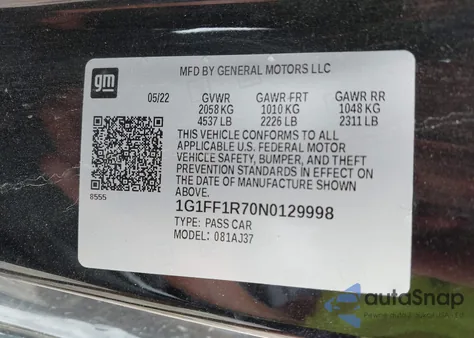 gm
MFD BY GENERAL MOTORS LLC
05/22 GVWR GAWR FRT GAWR RR
2058 KG 1010 KG 1048 KG
4537 LB 2226 LB 2311 LB
THIS VEHICLE CONFORMS TO ALL
APPLICABLE U.S. FEDERAL MOTOR
VEHICLE SAFETY, BUMPER, AND THEFT
PREVENTION STANDARDS IN EFFECT ON
THE DATE OF MANUFACTURE SHOWN
ABOVE.
8555
1G1FF1R70N0129998
TYPE: PASS CAR
MODEL: 081AJ37
autoSnap